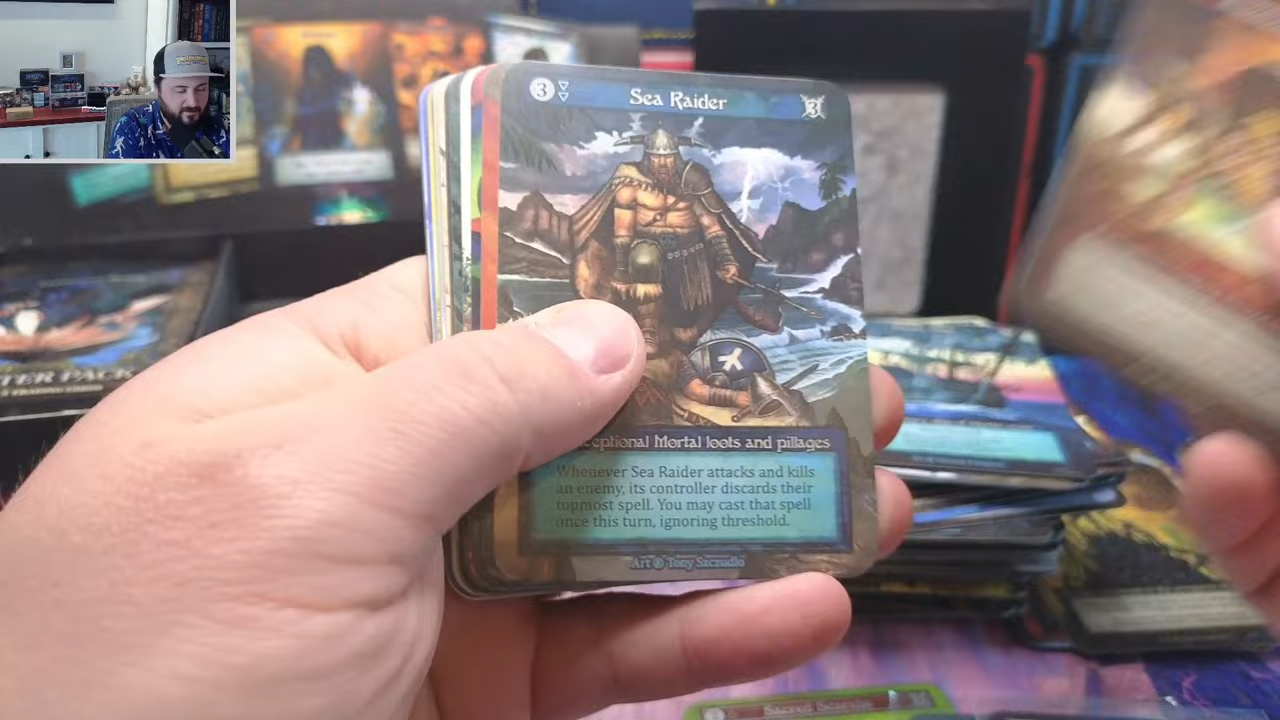 3
Sea Raider
3
ceptional Mortal loots and pillages
Whenever Sea Raider attacks and kills
an enemy, its controller discards their
topmost spell. You may cast that spell
once this turn, ignoring threshold.
Art © Tony Szczudlo
TER PACK